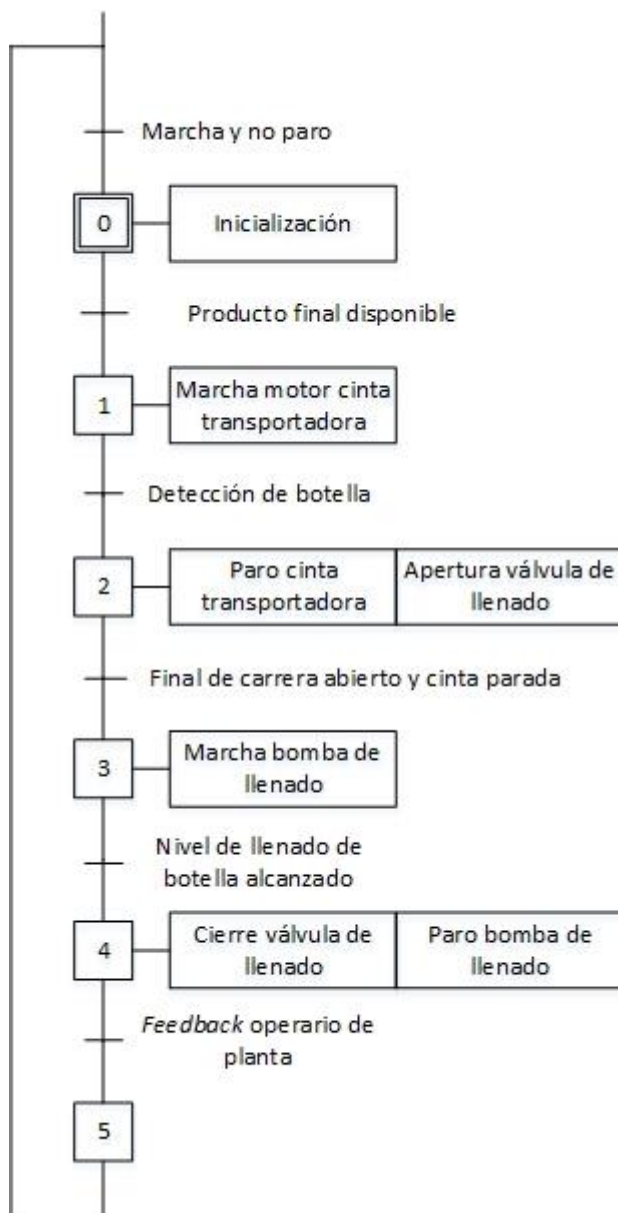 Marcha y no paro
0
Inicialización
Producto final disponible
1
Marcha motor cinta
transportadora
Detección de botella
2
Paro cinta
transportadora
Apertura válvula de
llenado
Final de carrera abierto y cinta parada
3
Marcha bomba de
llenado
Nivel de llenado de
botella alcanzado
4
Cierre válvula de
llenado
Paro bomba de
llenado
Feedback operario de
planta
5